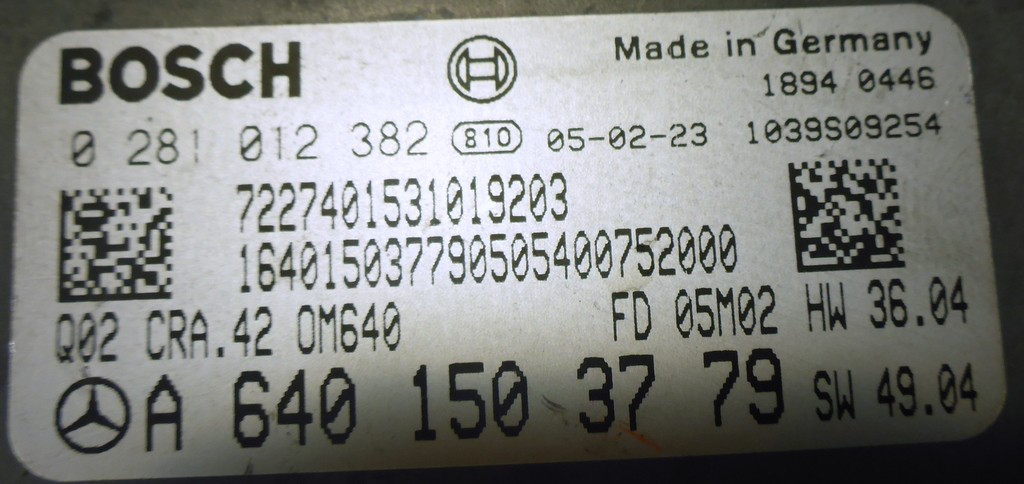 BOSCH Made in Germany
1894 0446
0 281 012 382 810 05-02-23 1039S09254
7227401531019203
164015037790505400752000
Q02 CRA.42 OM640 FD 05M02 HW 36.04
A 640 150 37 79 SW 49.04